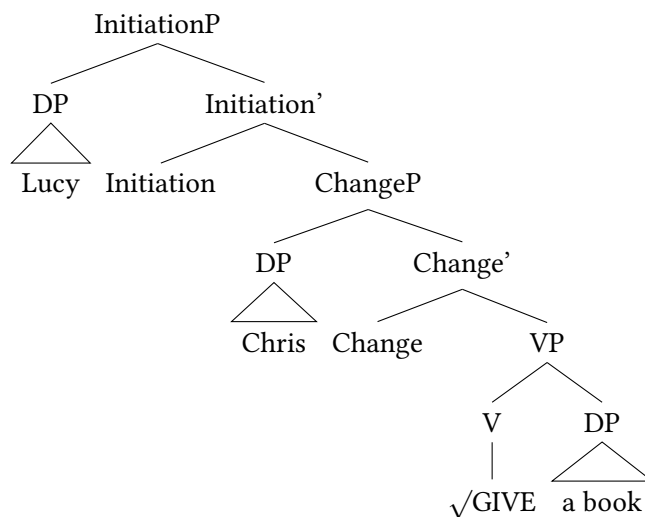 InitiationP
DP Initiation’
Lucy Initiation ChangeP
DP Change’
Chris Change VP
V DP
√GIVE a book